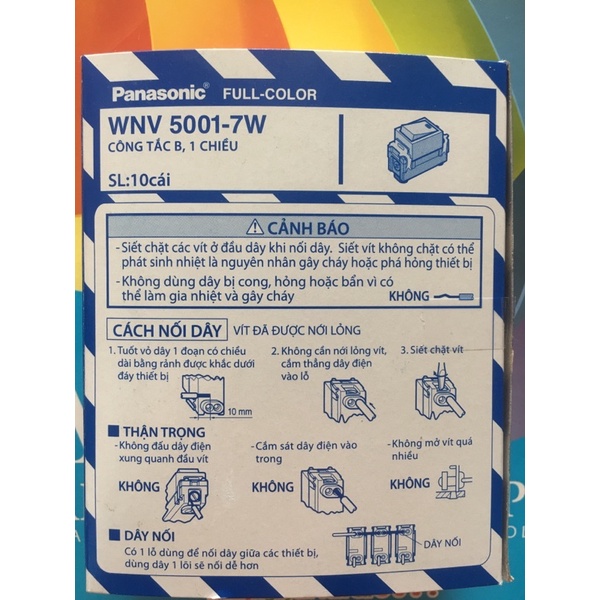 Panasonic® FULL-COLOR
WNV 5001-7W
CÔNG TẮC B, 1 CHIỀU
SL:10cái
⚠ CẢNH BÁO
-Siết chặt các vít ở đầu dây khi nối dây. Siết vít không chặt có thể
phát sinh nhiệt là nguyên nhân gây cháy hoặc phá hỏng thiết bị
-Không dùng dây bị cong, hỏng hoặc bẩn vì có
thể làm gia nhiệt và gây cháy
KHÔNG
CÁCH NỐI DÂY VÍT ĐÃ ĐƯỢC NỚI LỎNG
1. Tuốt vỏ dây 1 đoạn có chiều
dài bằng rảnh được khắc dưới
đáy thiết bị
10 mm
2. Không cần nới lỏng vít,
cắm thẳng dây điện
vào lỗ
3. Siết chặt vít
■ THẬN TRỌNG
-Không đấu dây điện
xung quanh đầu vít
KHÔNG
-Cắm sát dây điện vào
trong
KHÔNG
-Không mở vít quá
nhiều
KHÔNG
■ DÂY NỐI
Có 1 lỗ dùng để nối dây giữa các thiết bị,
dùng dây 1 lõi sẽ nối dễ hơn
DÂY NỐI